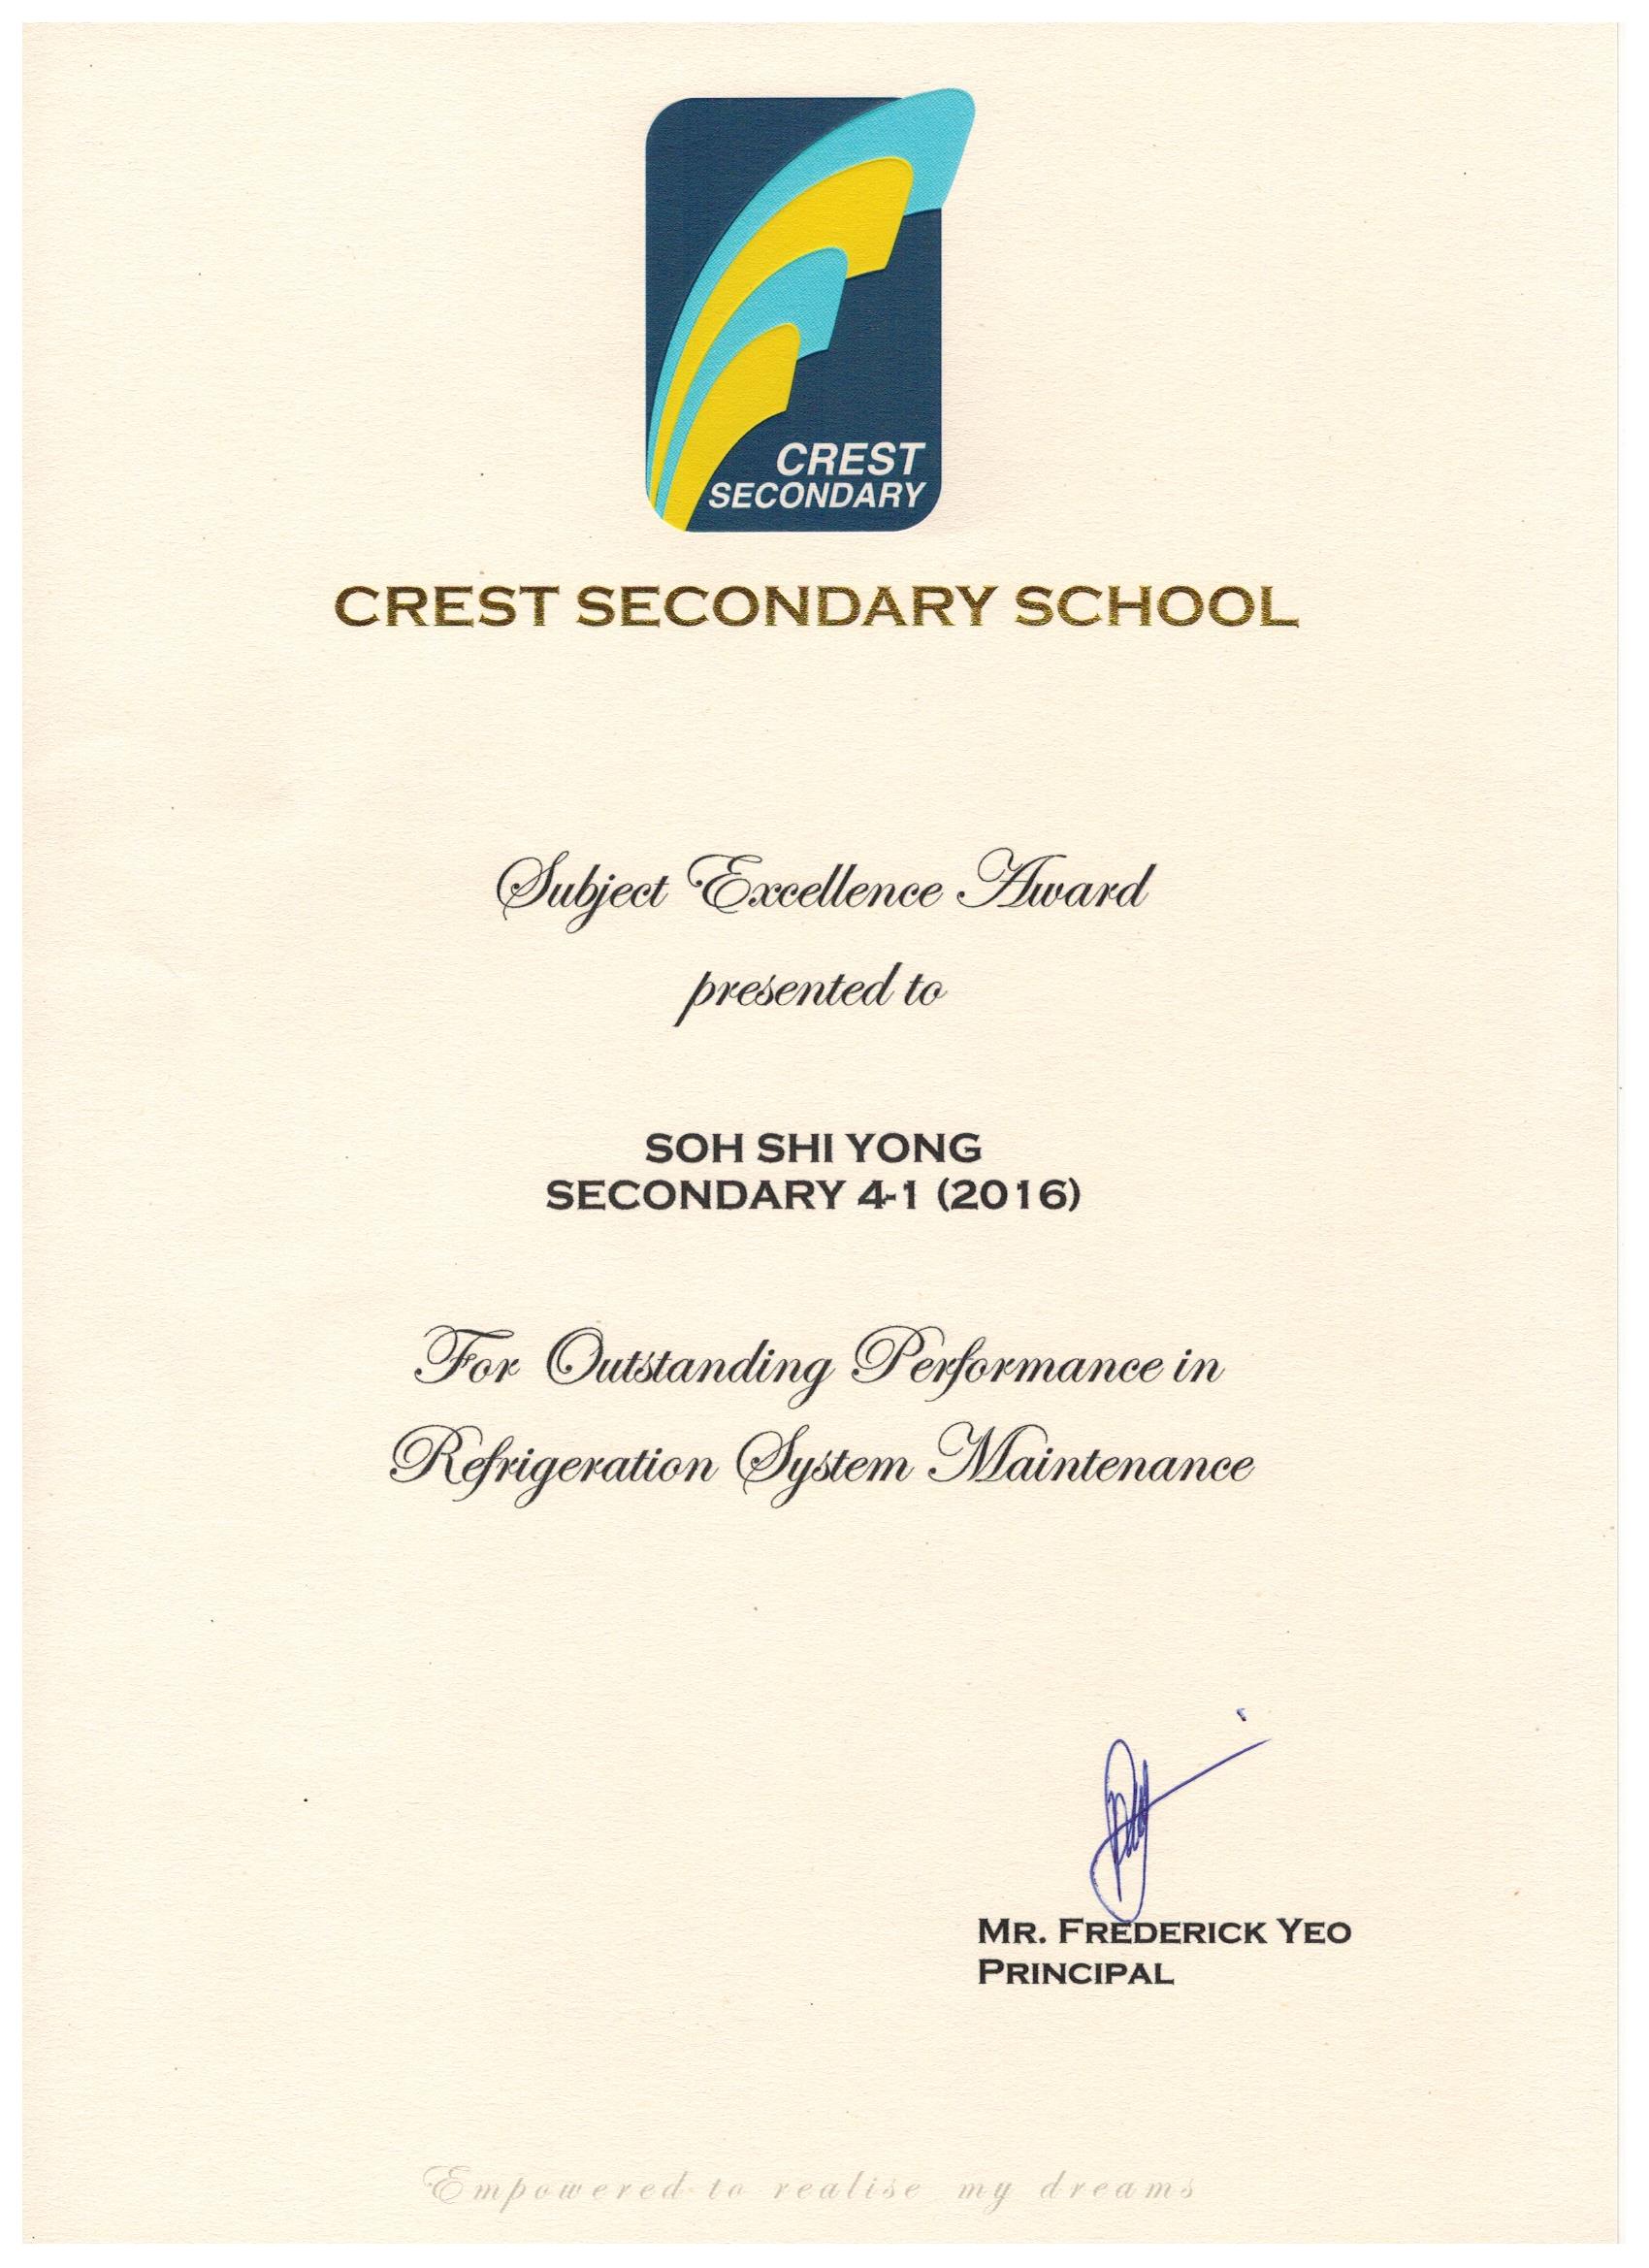 CREST
SECONDARY
CREST SECONDARY SCHOOL
Subject Excellence Award
presented to
SOH SHI YONG
SECONDARY 4-1 (2016)
For Outstanding Performance in
Refrigeration System Maintenance
MR. FREDERICK YEO
PRINCIPAL
Empowered to realise my dreams